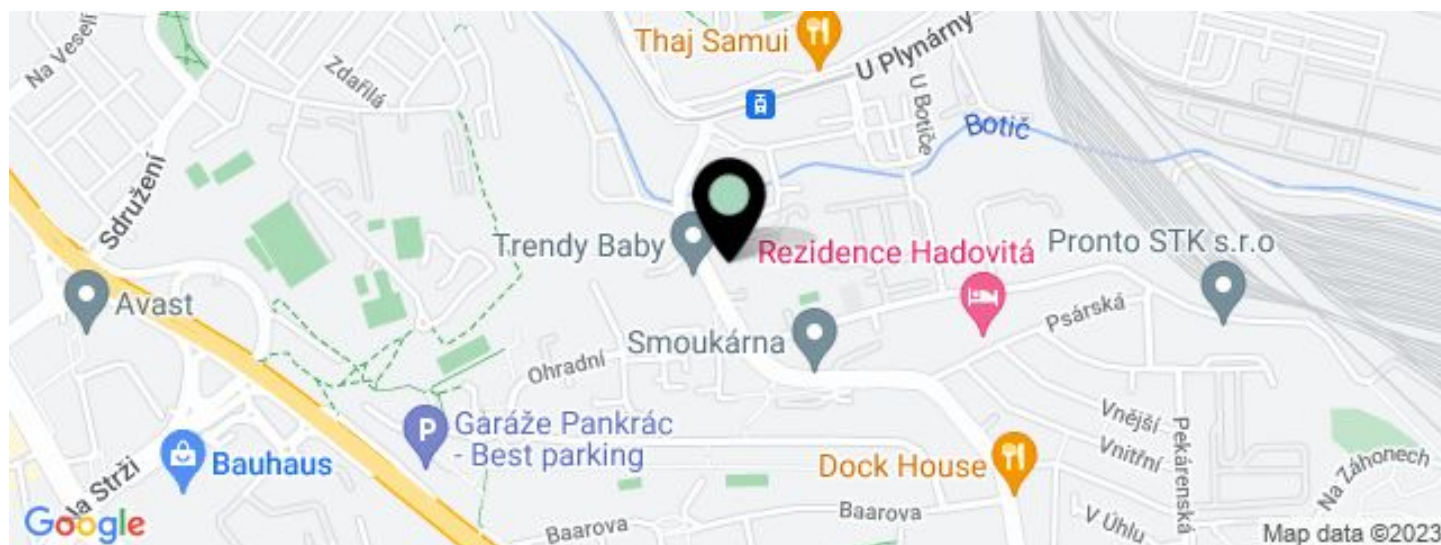 Na Veselí
Zdařilá
Thaj Samui
U Plynárny
U Botiče
Botič
Sdružení
Trendy Baby
Rezidence Hadovitá
Pronto STK s.r.o
Avast
Smoukárna
Psárská
Ohradní
Garáže Pankrác
- Best parking
P
Vnější
Vnitřní
Pekárenská
Na Záhonech
Bauhaus
Na Strži
Dock House
Baarova
Baarova
V Úhlu
Google
Map data ©2023